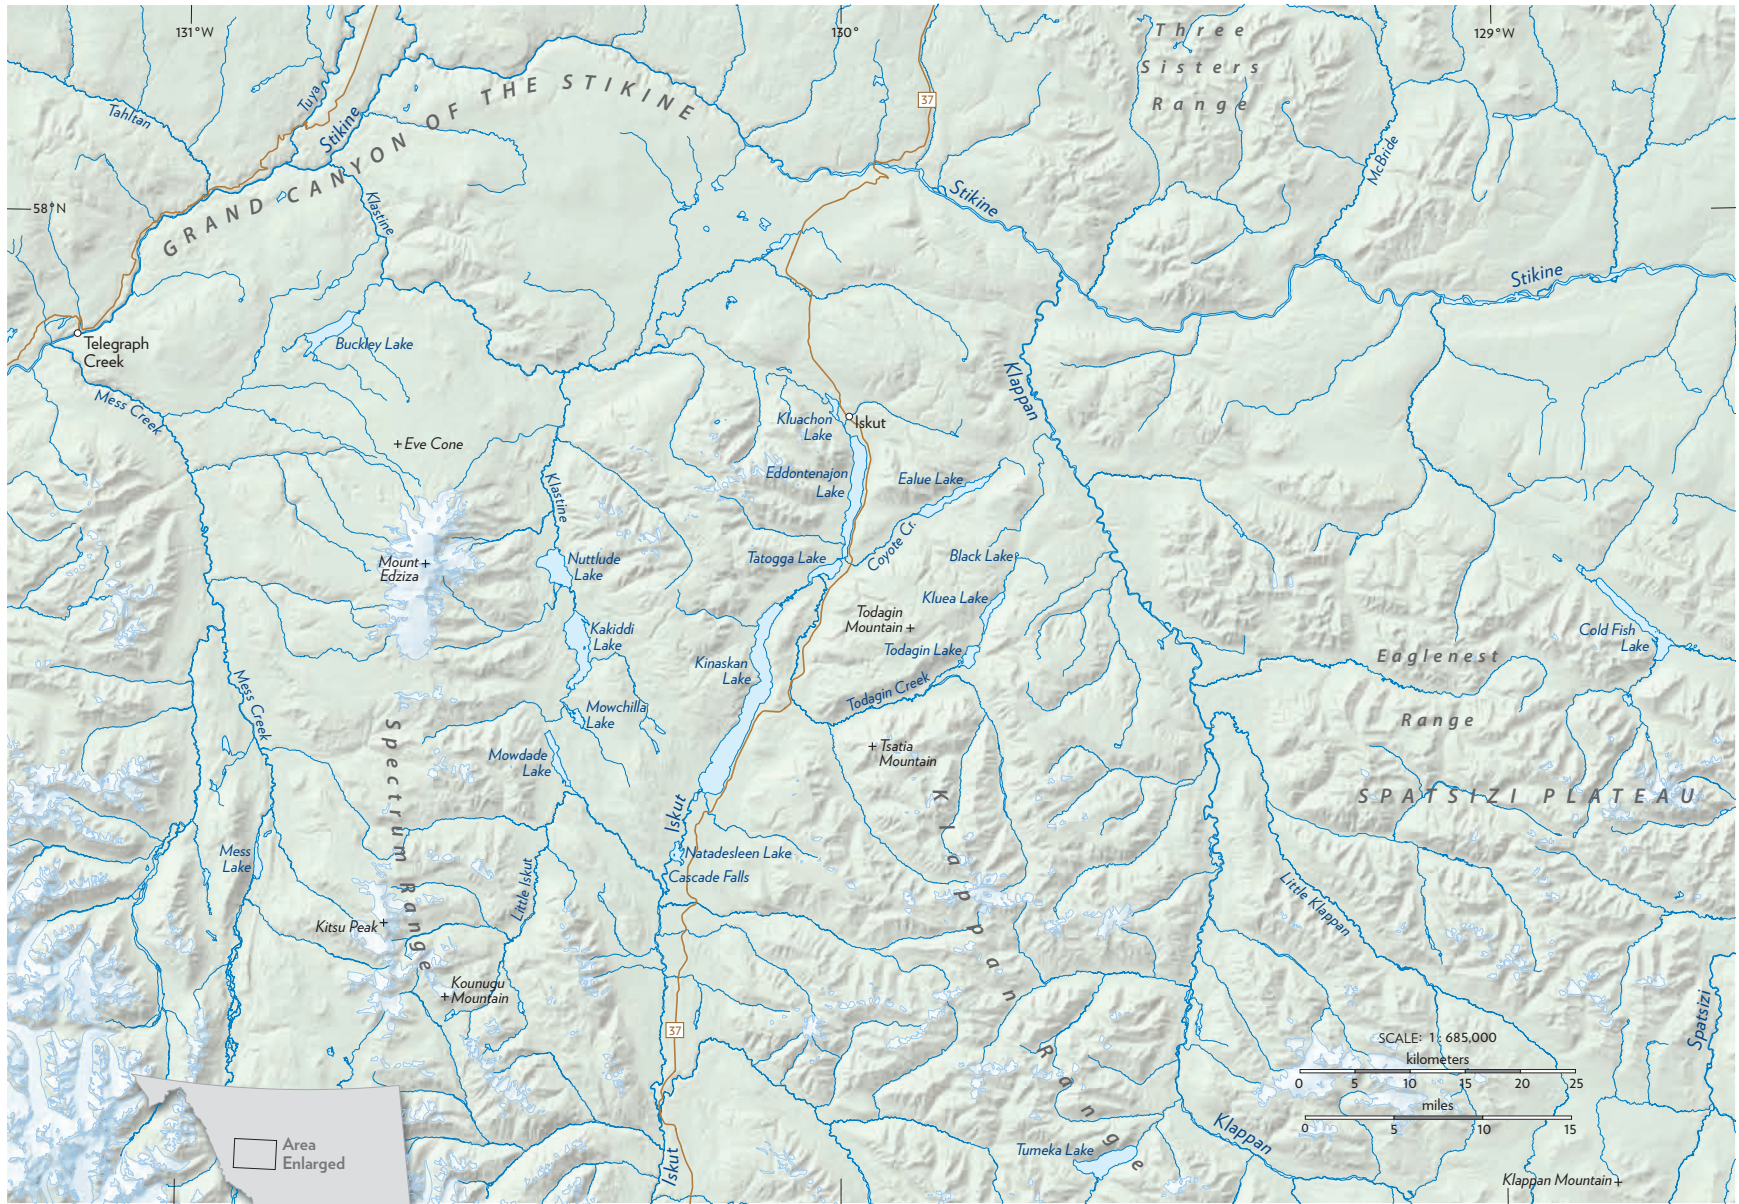 131°W
130°
129°W
Three
Sisters
Range
37
Tahltan
Tuya
Stikine
GRAND CANYON OF THE STIKINE
McBride
Stikine
Klastine
58°N
Stikine
Telegraph
Creek
Buckley Lake
Mess Creek
Klappan
Kluachon
Lake
Iskut
Eve Cone
Eddontenajon
Lake
Ealue Lake
Klastine
Coyote Cr.
Mount
Edziza
Nuttlude
Lake
Tatogga Lake
Black Lake
Kluea Lake
Todagin
Mountain
Kakiddi
Lake
Cold Fish
Lake
Todagin Lake
Kinaskan
Lake
Eaglenest
Range
Mess Creek
Todagin Creek
Mowchilla
Lake
Mowdade
Lake
Tsatia
Mountain
Spectrum Range
SPATSIZI PLATEAU
Iskut
Klappan Range
Mess
Lake
Natadesleen Lake
Cascade Falls
Little Iskut
Little Klappan
Kitsu Peak
Kounugu
Mountain
Spatsizi
37
SCALE: 1 : 685,000
kilometers
0 5 10 15 20 25
miles
0 5 10 15
Klappan
Area
Enlarged
Iskut
Tumeka Lake
Klappan Mountain